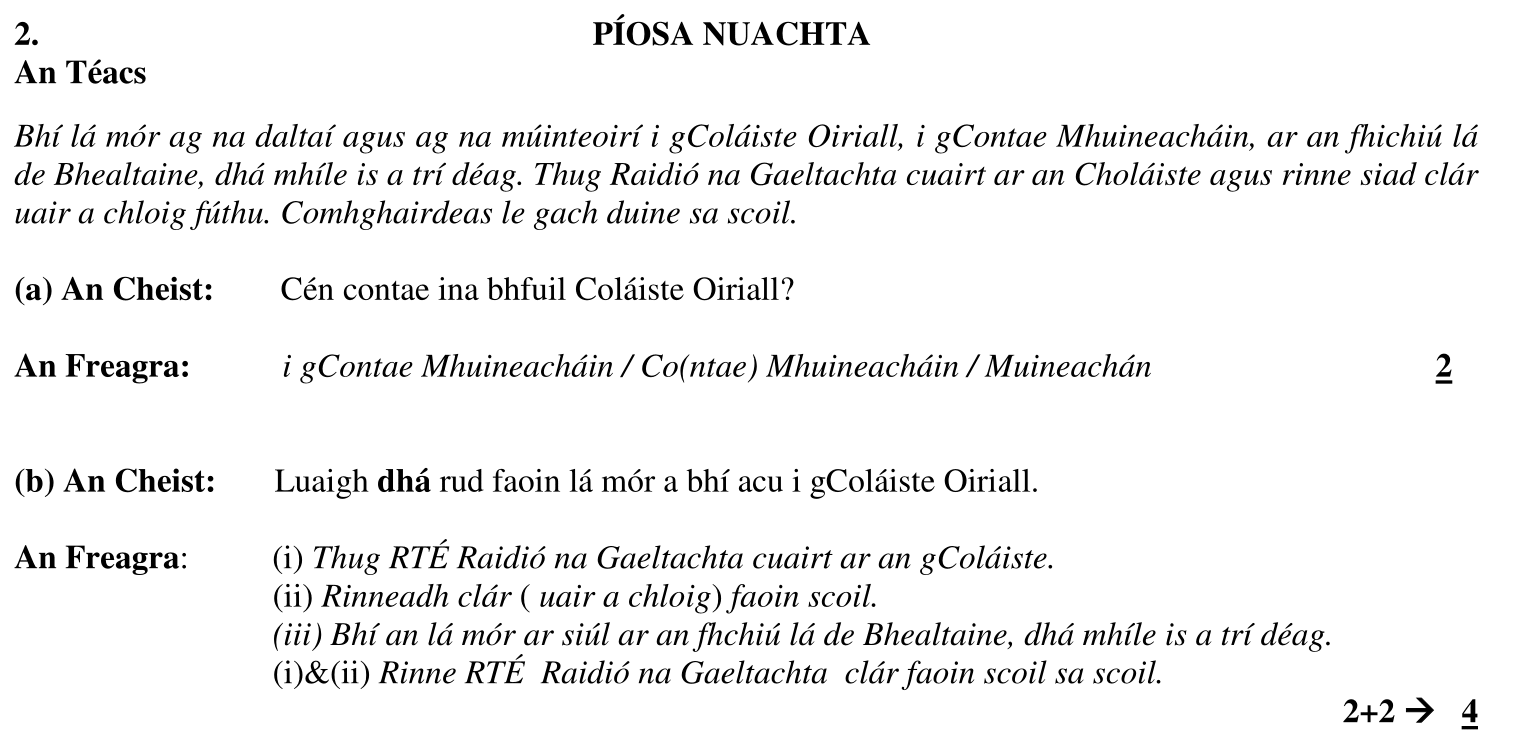 2. PÍOSA NUACHTA
An Téacs
Bhí lá mór ag na daltaí agus ag na múinteoirí i gColáiste Oiriall, i gContae Mhuineacháin, ar an fhichiú lá
de Bhealtaine, dhá mhíle is a trí déag. Thug Raidió na Gaeltachta cuairt ar an Choláiste agus rinne siad clár
uair a chloig fúthu. Comhghairdeas le gach duine sa scoil.
(a) An Cheist: Cén contae ina bhfuil Coláiste Oiriall?
An Freagra: i gContae Mhuineacháin / Co(ntae) Mhuineacháin / Muineachán 2
(b) An Cheist: Luaigh dhá rud faoin lá mór a bhí acu i gColáiste Oiriall.
An Freagra: (i) Thug RTÉ Raidió na Gaeltachta cuairt ar an gColáiste.
(ii) Rinneadh clár ( uair a chloig) faoin scoil.
(iii) Bhí an lá mór ar siúl ar an fhchiú lá de Bhealtaine, dhá mhíle is a trí déag.
(i)&(ii) Rinne RTÉ Raidió na Gaeltachta clár faoin scoil sa scoil.
2+2 → 4